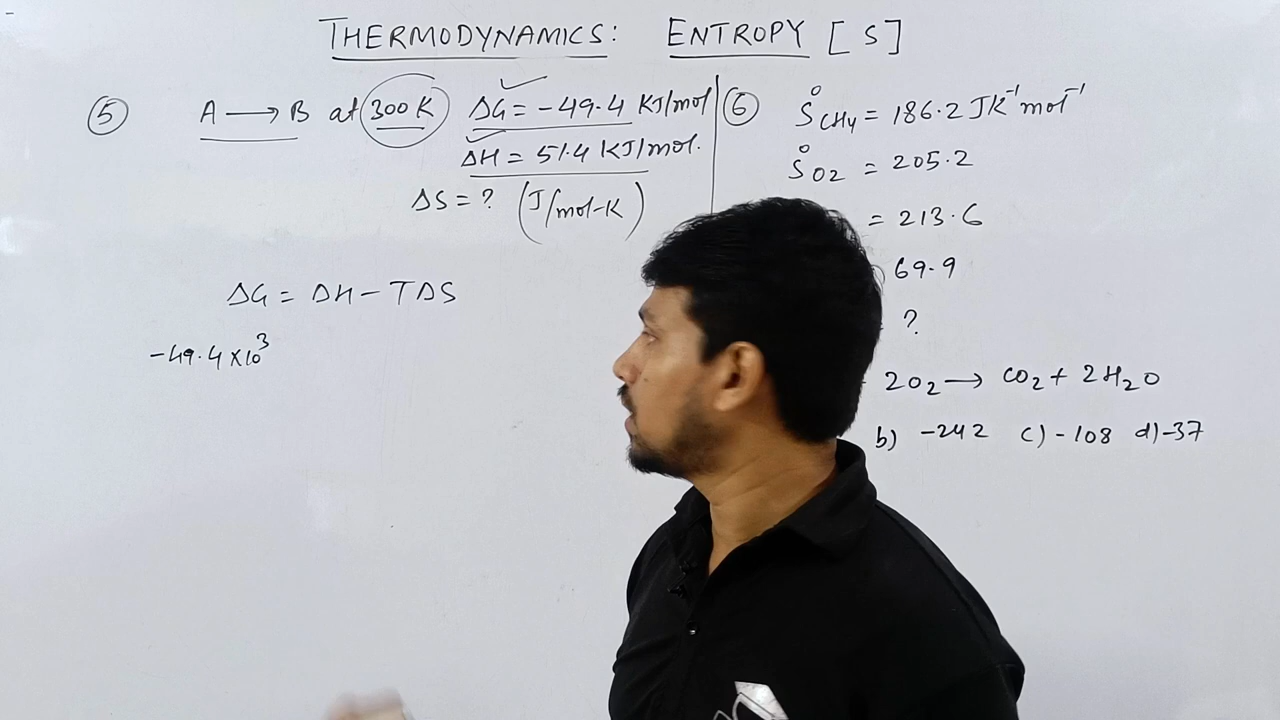 THERMODYNAMICS: ENTROPY [S]
⑤ A ⟶ B at 300 K ΔG = -49.4 KJ/mol
ΔH = 51.4 KJ/mol.
ΔS = ? (J/mol-K)
ΔG = ΔH - TΔS
-49.4 × 10³
⑥ S°CH₄ = 186.2 JK⁻¹mol⁻¹
S°O₂ = 205.2
= 213.6
69.9
?
2O₂ ⟶ CO₂ + 2H₂O
b) -242 c) -108 d) -37